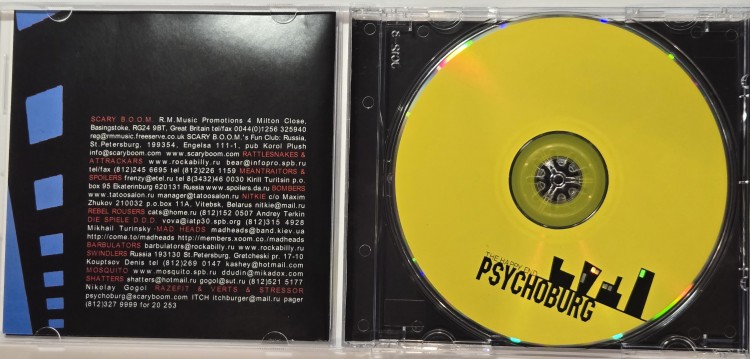 SCARY B.O.O.M. R.M.Music Promotions 4 Milton Close,
Basingstoke, RG24 9BT, Great Britain tel/fax 0044(0)1256 325940
reg@rmmusic.freeserve.co.uk SCARY B.O.O.M.'s Fun Club: Russia,
St.Petersburg, 199354. Engelsa 111-1, pub Korol Plush
info@scaryboom.com www.scaryboom.com RATTLESNAKES &
ATTRACKARS www.rockabilly.ru bear@infopro.spb.ru
tel/fax (812)245 6695 tel (812)226 1159 MEANTRAITORS &
SPOILERS frenzy@etel.ru tel 8(3432)46 0030 Kirill Turitsin p.o.
box 95 Ekaterinburg 620131 Russia www.spoilers.da.ru BOMBERS
www.tatoosalon.ru manager@tatoosalon.ru NITKIE c/o Maxim
Zhukov 210032 p.o.box 11A, Vitebsk, Belarus nitkie@mail.ru
REBEL ROUSERS cats@home.ru (812)152 0507 Andrey Terkin
DIE SPIELE D.D.D. vova@iatp30.spb.org (812)315 4928
Mikhail Turinsky MAD HEADS madheads@band.kiev.ua
http://come.to/madheads http://members.xoom.co/madheads
BARBULATORS barbulators@rockabilly.ru www.rockabilly.ru
SWINDLERS Russia 193130 St.Petersburg, Gretcheski pr. 17-10
Kouptsov Denis tel (812)269 0147 kashey@hotmail.com
MOSQUITO www.mosquito.spb.ru ddudin@mikadox.com
SHATTERS shatters@hotmail.ru gogol@sut.ru (812)521 5177
Nikolay Gogol RAZEFIT & VERTS & STRESSOR
psychoburg@scaryboom.com ITCH itchburger@mail.ru pager
(812)327 9999 for 20 253
THE HAPPY END
PSYCHOBURG